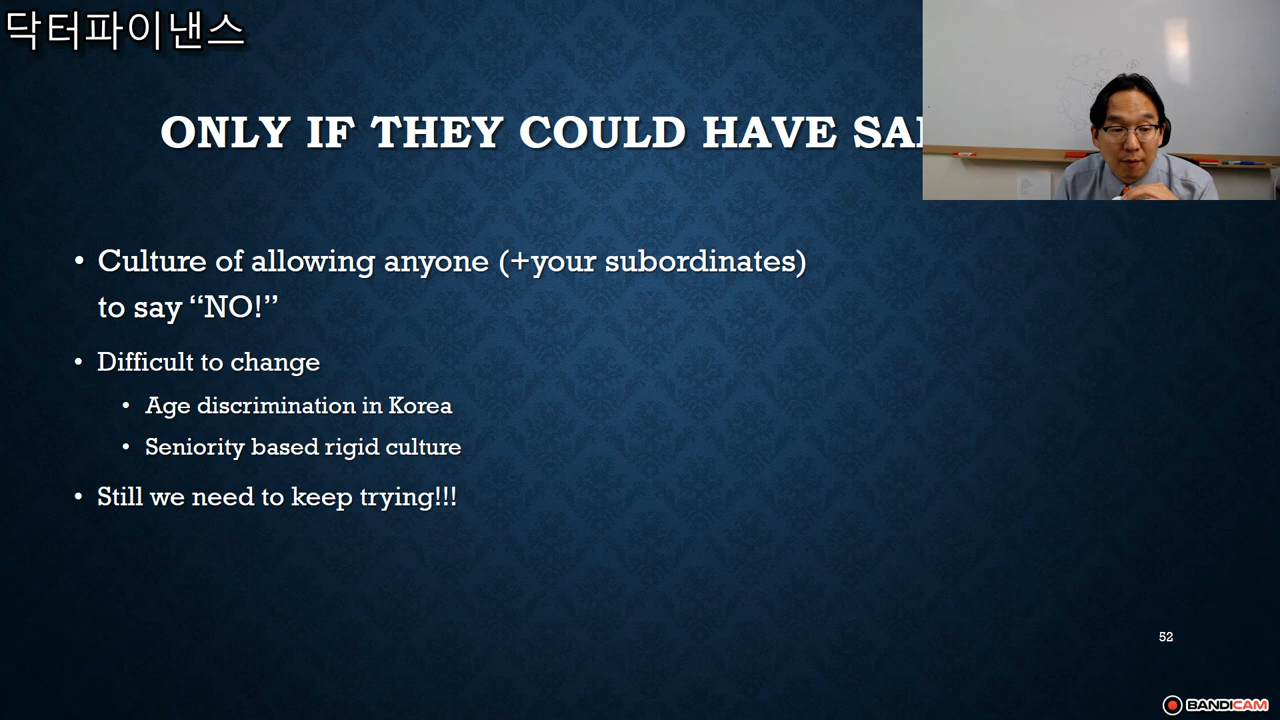 닥터파이낸스
ONLY IF THEY COULD HAVE
• Culture of allowing anyone (+your subordinates)
to say “NO!”
• Difficult to change
• Age discrimination in Korea
• Seniority based rigid culture
• Still we need to keep trying!!!
52
BANDICAM